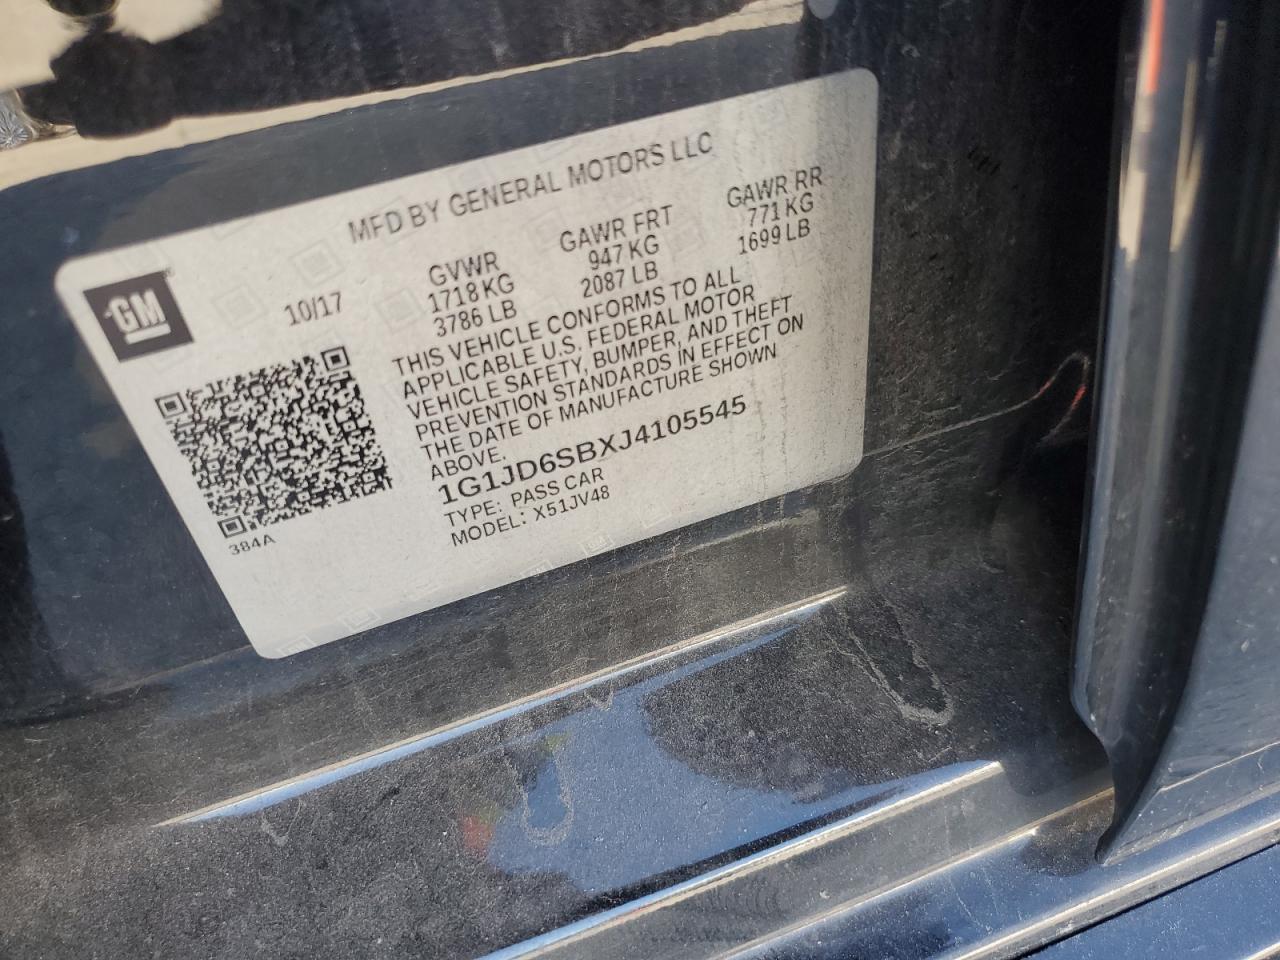 MFD BY GENERAL MOTORS LLC
GM
10/17
GVWR
1718 KG
3786 LB
GAWR FRT
947 KG
2087 LB
GAWR RR
771 KG
1699 LB
THIS VEHICLE CONFORMS TO ALL
APPLICABLE U.S. FEDERAL MOTOR
VEHICLE SAFETY, BUMPER, AND THEFT
PREVENTION STANDARDS IN EFFECT ON
THE DATE OF MANUFACTURE SHOWN
ABOVE.
1G1JD6SBXJ4105545
TYPE: PASS CAR
MODEL: X51JV48
384A